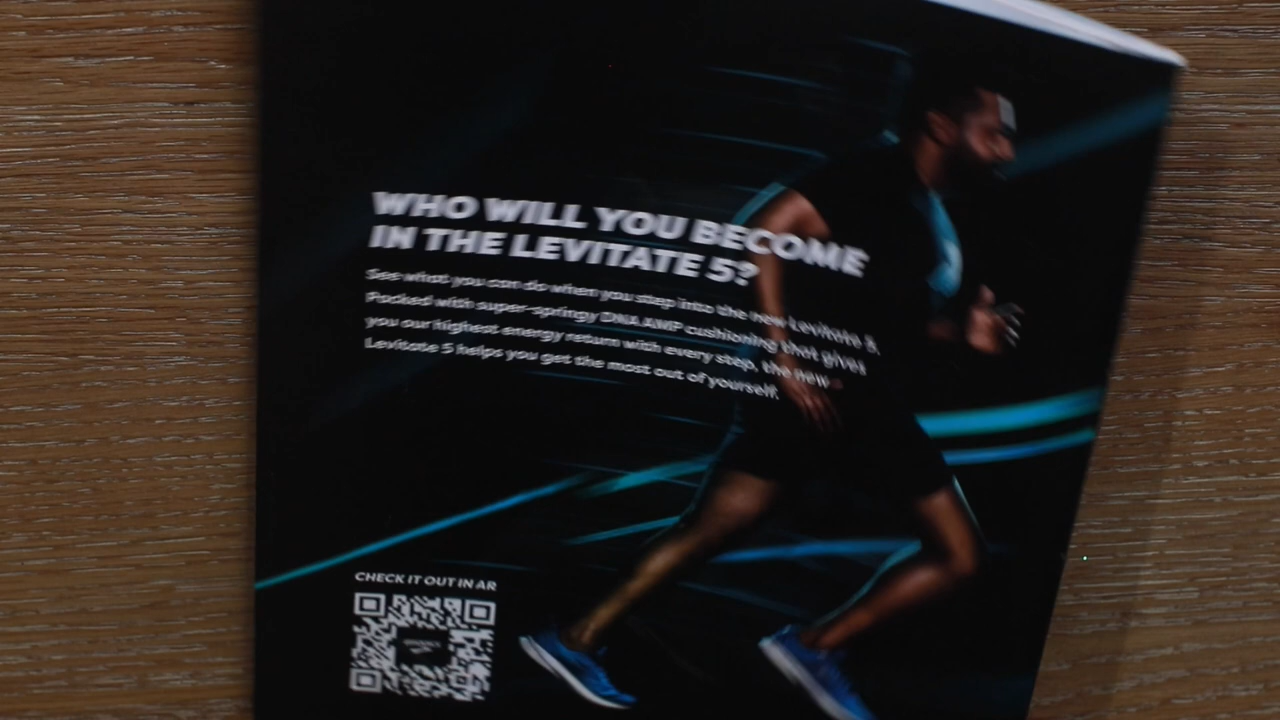 WHO WILL YOU BECOME
IN THE LEVITATE 5?
See what you can do when you step into the new Levitate 5.
Packed with super-springy DNA AMP cushioning that gives
you our highest energy return with every step, the new
Levitate 5 helps you get the most out of yourself.
CHECK IT OUT IN AR